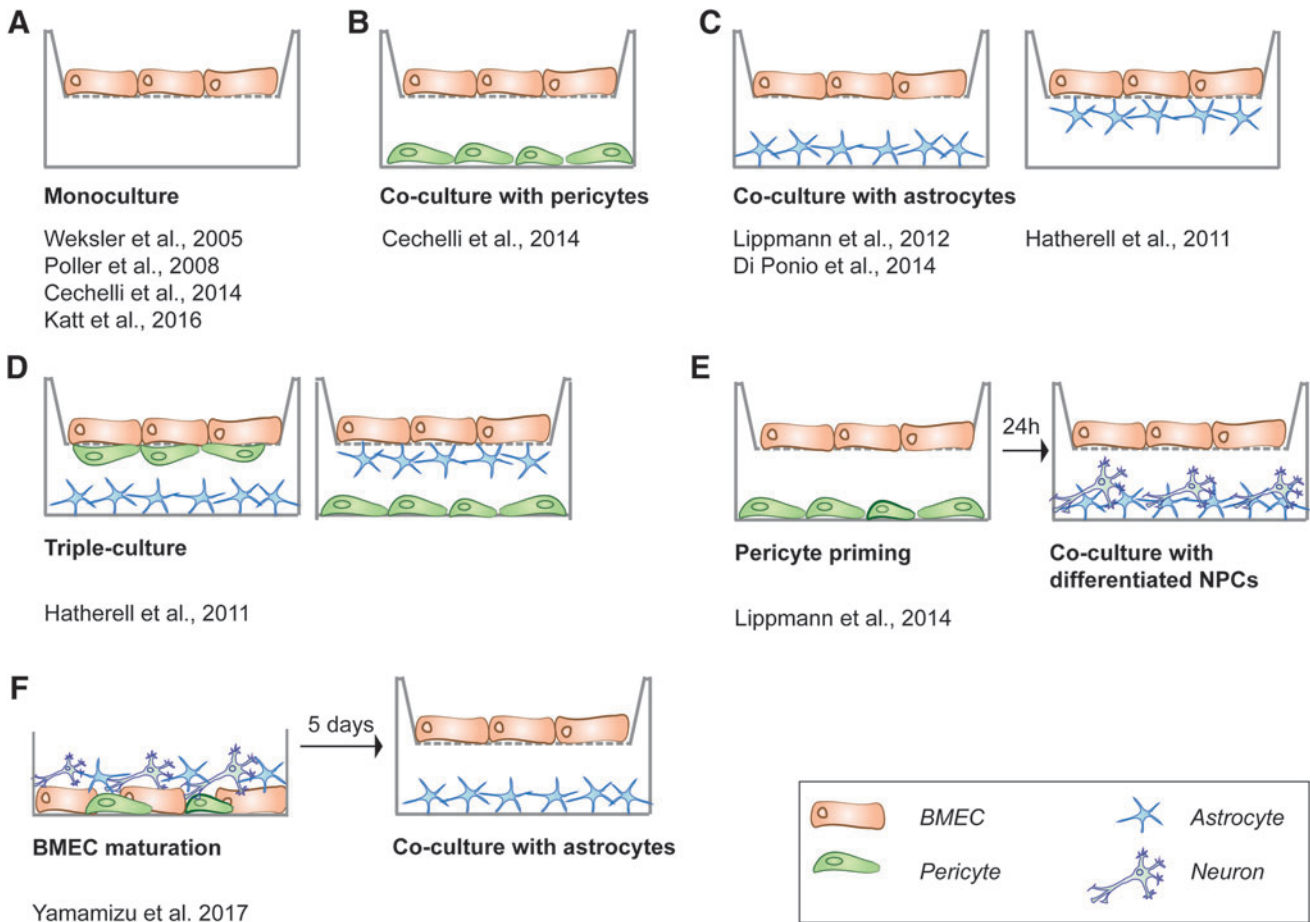 A
Monoculture
Weksler et al., 2005
Poller et al., 2008
Cechelli et al., 2014
Katt et al., 2016
B
Co-culture with pericytes
Cechelli et al., 2014
C
Co-culture with astrocytes
Lippmann et al., 2012
Di Ponio et al., 2014
Hatherell et al., 2011
D
Triple-culture
Hatherell et al., 2011
E
24h
Pericyte priming
Lippmann et al., 2014
Co-culture with
differentiated NPCs
F
5 days
BMEC maturation
Yamamizu et al. 2017
Co-culture with astrocytes
BMEC
Astrocyte
Pericyte
Neuron